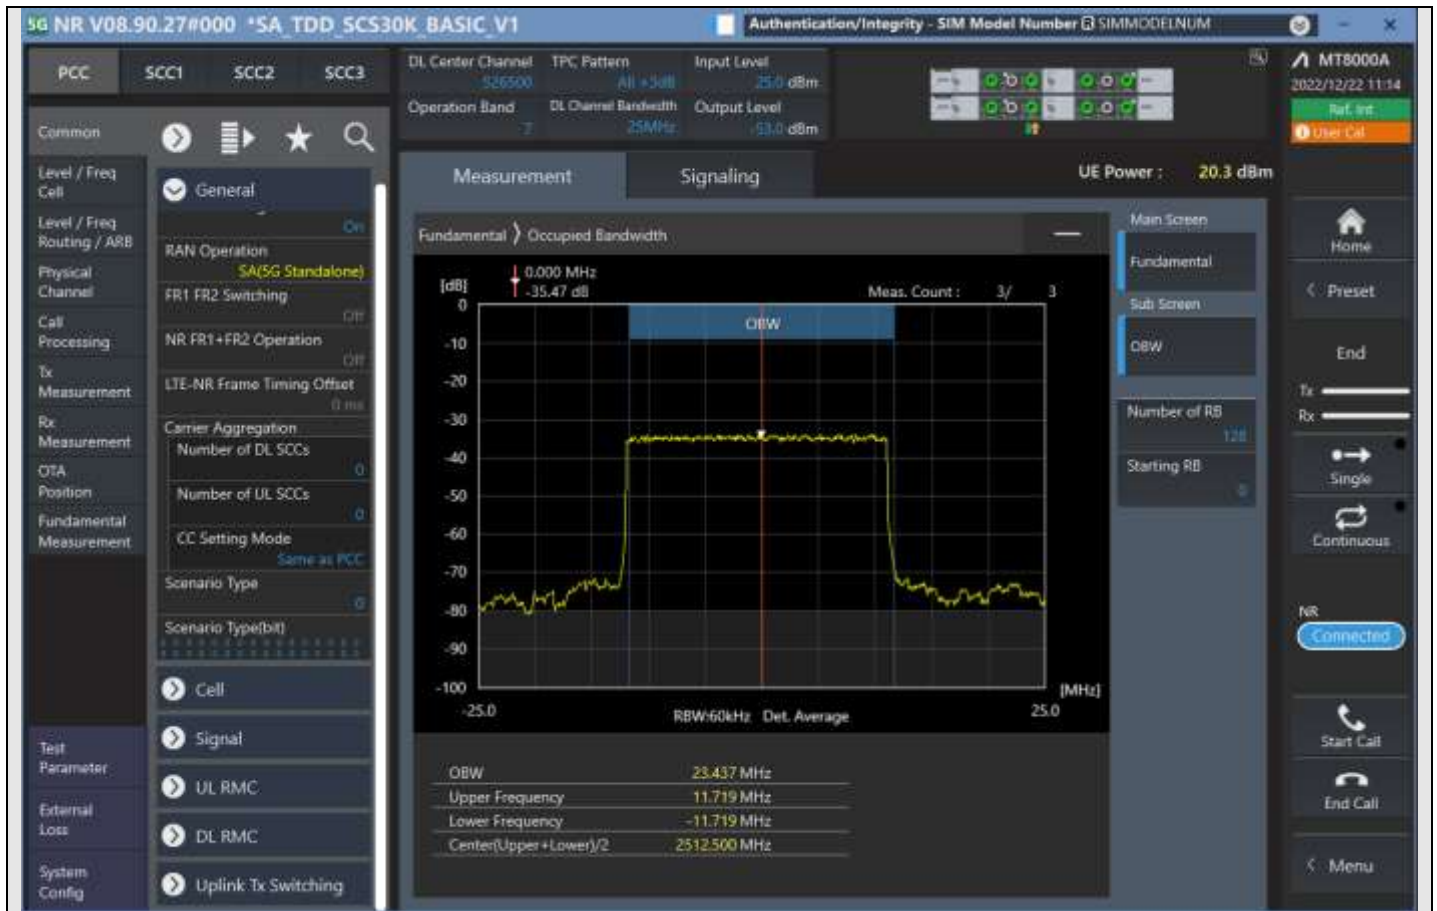 5G NR V08.90.27#000 *SA_TDD_SCS30K_BASIC_V1
Authentication/Integrity - SIM Model Number SIMMODELNUM
PCC SCC1 SCC2 SCC3
DL Center Channel TPC Pattern Input Level
526500 All +3dB 25.0 dBm
Operation Band DL Channel Bandwidth Output Level
7 25MHz -53.0 dBm
MT8000A
2022/12/22 11:14
Ref. Int
User Cal
Common
Level / Freq
Cell
Level / Freq
Routing / ARB
Physical
Channel
Call
Processing
Tx
Measurement
Rx
Measurement
OTA
Position
Fundamental
Measurement
Test
Parameter
External
Loss
System
Config
General
On
RAN Operation
SA(5G Standalone)
FR1 FR2 Switching
Off
NR FR1+FR2 Operation
Off
LTE-NR Frame Timing Offset
0 ms
Carrier Aggregation
Number of DL SCCs
0
Number of UL SCCs
0
CC Setting Mode
Same as PCC
Scenario Type
0
Scenario Type(bit)
Cell
Signal
UL RMC
DL RMC
Uplink Tx Switching
Measurement Signaling
UE Power : 20.3 dBm
Fundamental Occupied Bandwidth
[dB]
0.000 MHz
-35.47 dB
Meas. Count : 3/ 3
OBW
0
-10
-20
-30
-40
-50
-60
-70
-80
-90
-100
[MHz]
-25.0 25.0
RBW:60kHz Det. Average
OBW 23.437 MHz
Upper Frequency 11.719 MHz
Lower Frequency -11.719 MHz
Center(Upper+Lower)/2 2512.500 MHz
Main Screen
Fundamental
Sub Screen
OBW
Number of RB
128
Starting RB
0
Home
Preset
End
Tx
Rx
Single
Continuous
NR
Connected
Start Call
End Call
Menu